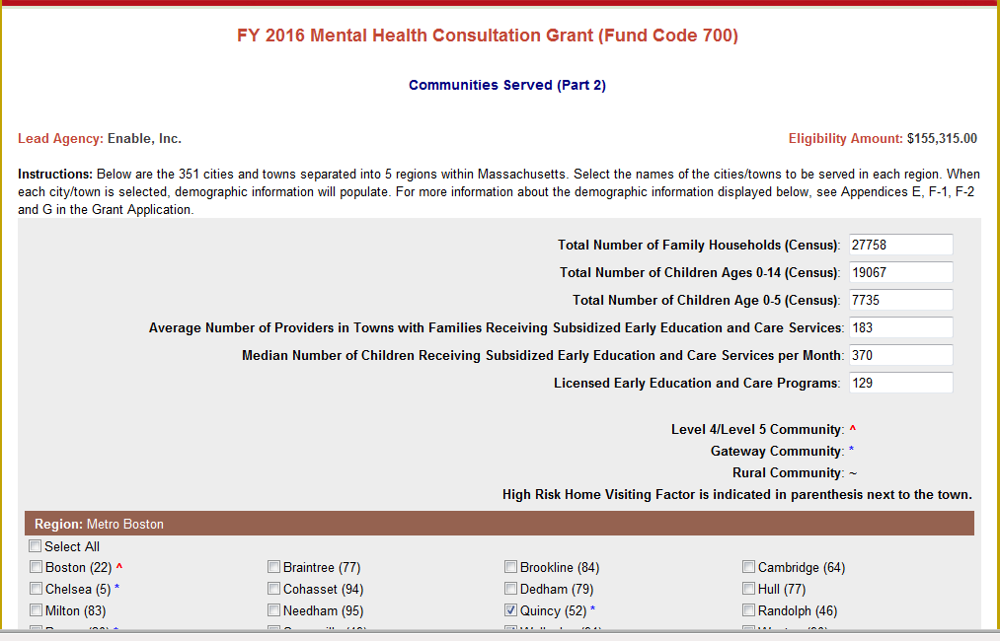 FY 2016 Mental Health Consultation Grant (Fund Code 700)
Communities Served (Part 2)
Lead Agency: Enable, Inc. Eligibility Amount: $155,315.00
Instructions: Below are the 351 cities and towns separated into 5 regions within Massachusetts. Select the names of the cities/towns to be served in each region. When
each city/town is selected, demographic information will populate. For more information about the demographic information displayed below, see Appendices E, F-1, F-2
and G in the Grant Application.
Total Number of Family Households (Census): 27758
Total Number of Children Ages 0-14 (Census): 19067
Total Number of Children Age 0-5 (Census): 7735
Average Number of Providers in Towns with Families Receiving Subsidized Early Education and Care Services: 183
Median Number of Children Receiving Subsidized Early Education and Care Services per Month: 370
Licensed Early Education and Care Programs: 129
Level 4/Level 5 Community: ^
Gateway Community: *
Rural Community: ~
High Risk Home Visiting Factor is indicated in parenthesis next to the town.
Region: Metro Boston
Select All
Boston (22) ^ Braintree (77) Brookline (84) Cambridge (64)
Chelsea (5) * Cohasset (94) Dedham (79) Hull (77)
Milton (83) Needham (95) Quincy (52) * Randolph (46)